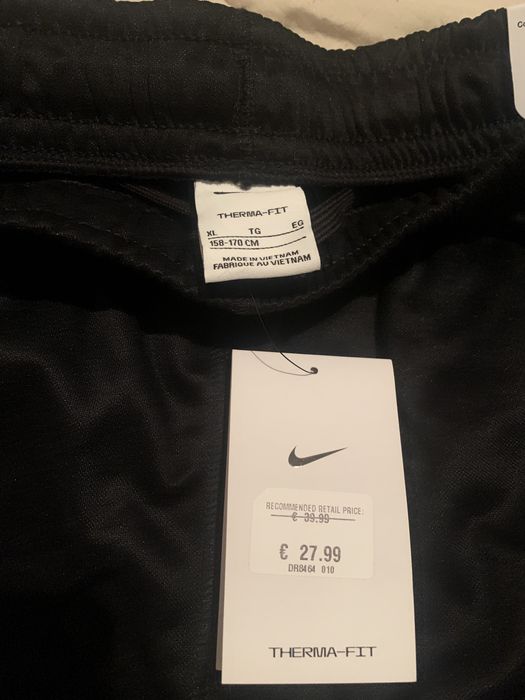 THERMA-FIT
XL TG EG
158-170 CM
MADE IN VIETNAM
FABRIQUE AU VIETNAM
RECOMMENDED RETAIL PRICE:
€ 39.99
€ 27.99
DR8464 010
THERMA-FIT